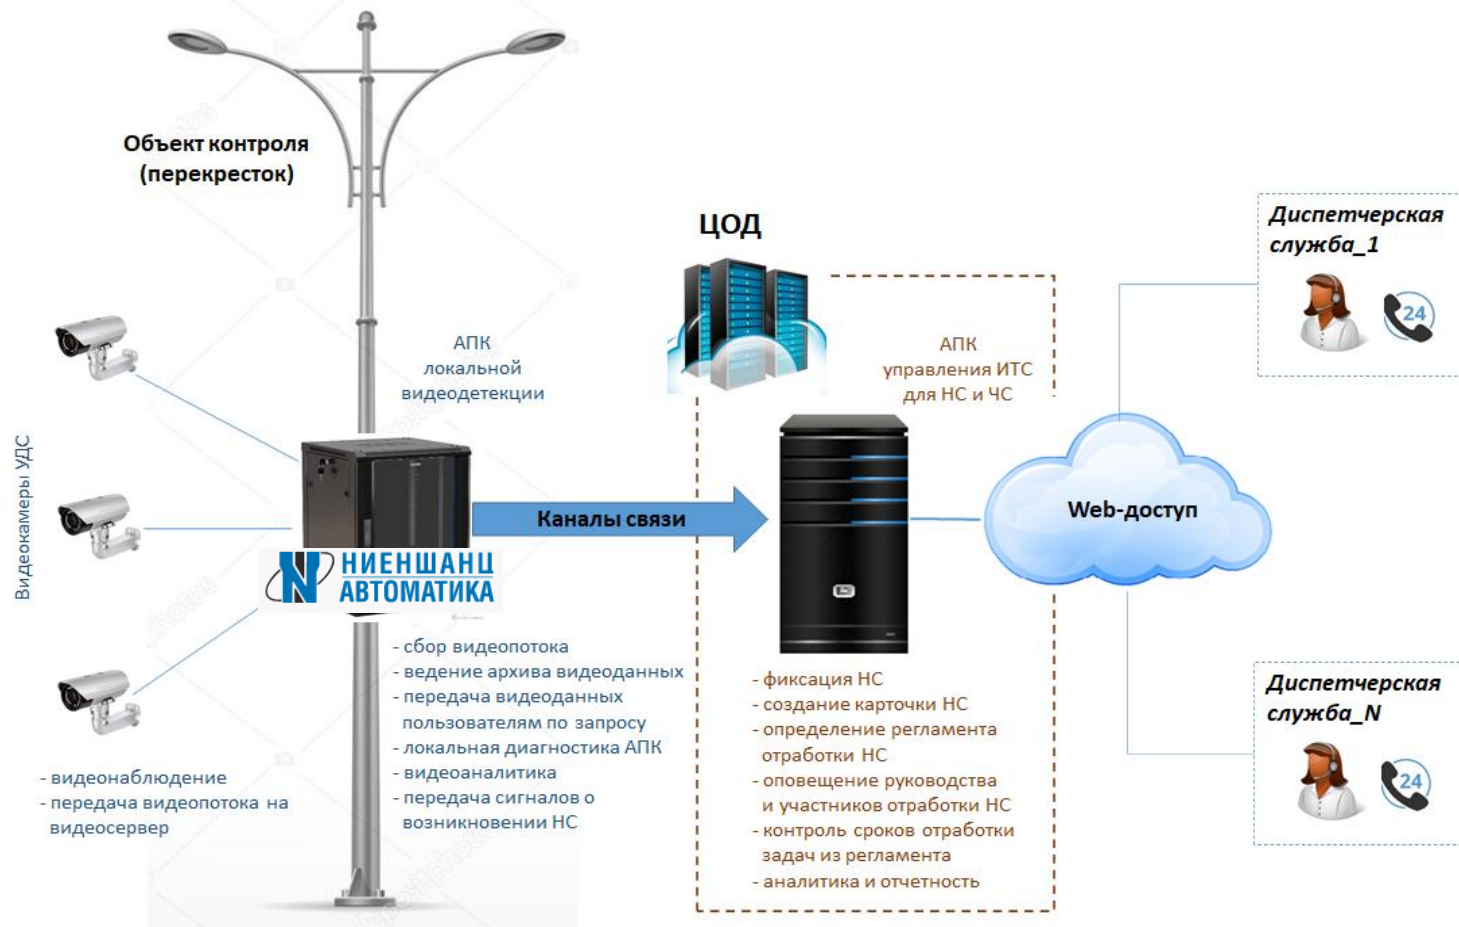 Объект контроля
(перекресток)
ЦОД
Диспетчерская
служба_1
24
АПК
локальной
видеодетекции
АПК
управления ИТС
для НС и ЧС
Видеокамеры УДС
Каналы связи
Web-доступ
НИЕНШАНЦ
АВТОМАТИКА
- сбор видеопотока
- ведение архива видеоданных
- передача видеоданных
пользователям по запросу
- локальная диагностика АПК
- видеоаналитика
- передача сигналов о
возникновении НС
- видеонаблюдение
- передача видеопотока на
видеосервер
- фиксация НС
- создание карточки НС
- определение регламента
отработки НС
- оповещение руководства
и участников отработки НС
- контроль сроков отработки
задач из регламента
- аналитика и отчетность
Диспетчерская
служба_N
24